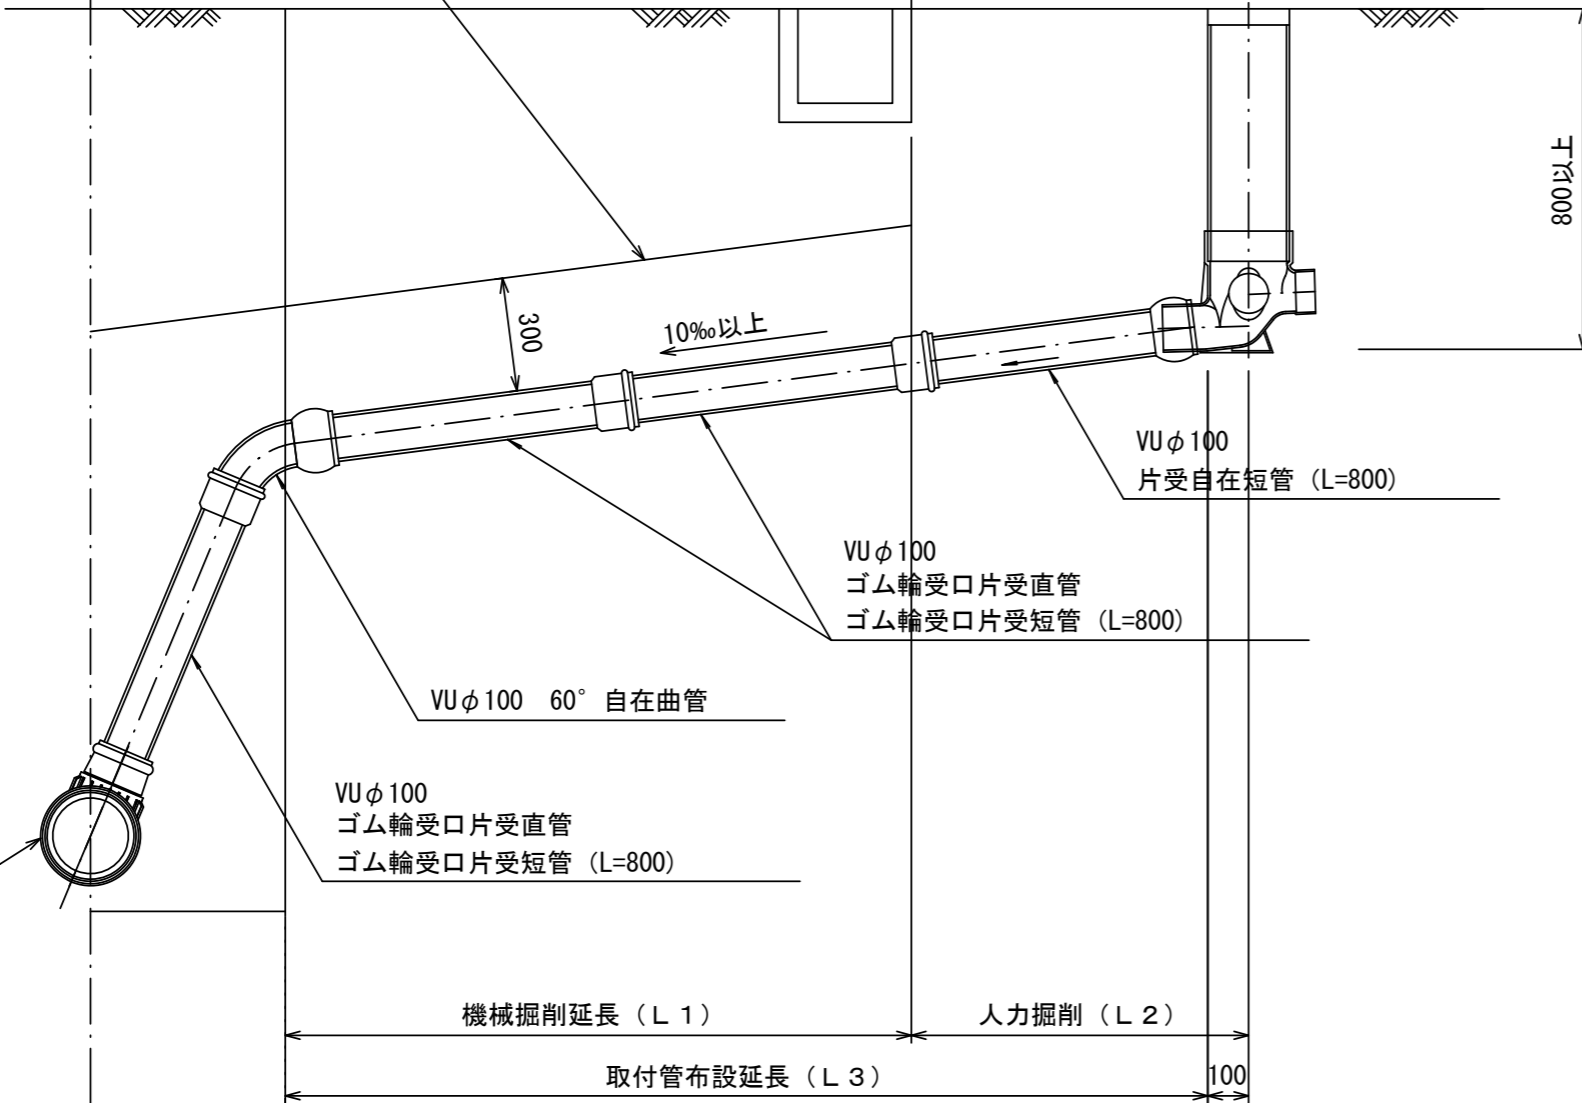 800以上
300
10‰以上
VUφ100
片受自在短管（L=800）
VUφ100
ゴム輪受口片受直管
ゴム輪受口片受短管（L=800）
VUφ100　60°自在曲管
VUφ100
ゴム輪受口片受直管
ゴム輪受口片受短管（L=800）
機械掘削延長（Ｌ１）
人力掘削（Ｌ２）
取付管布設延長（Ｌ３）
100